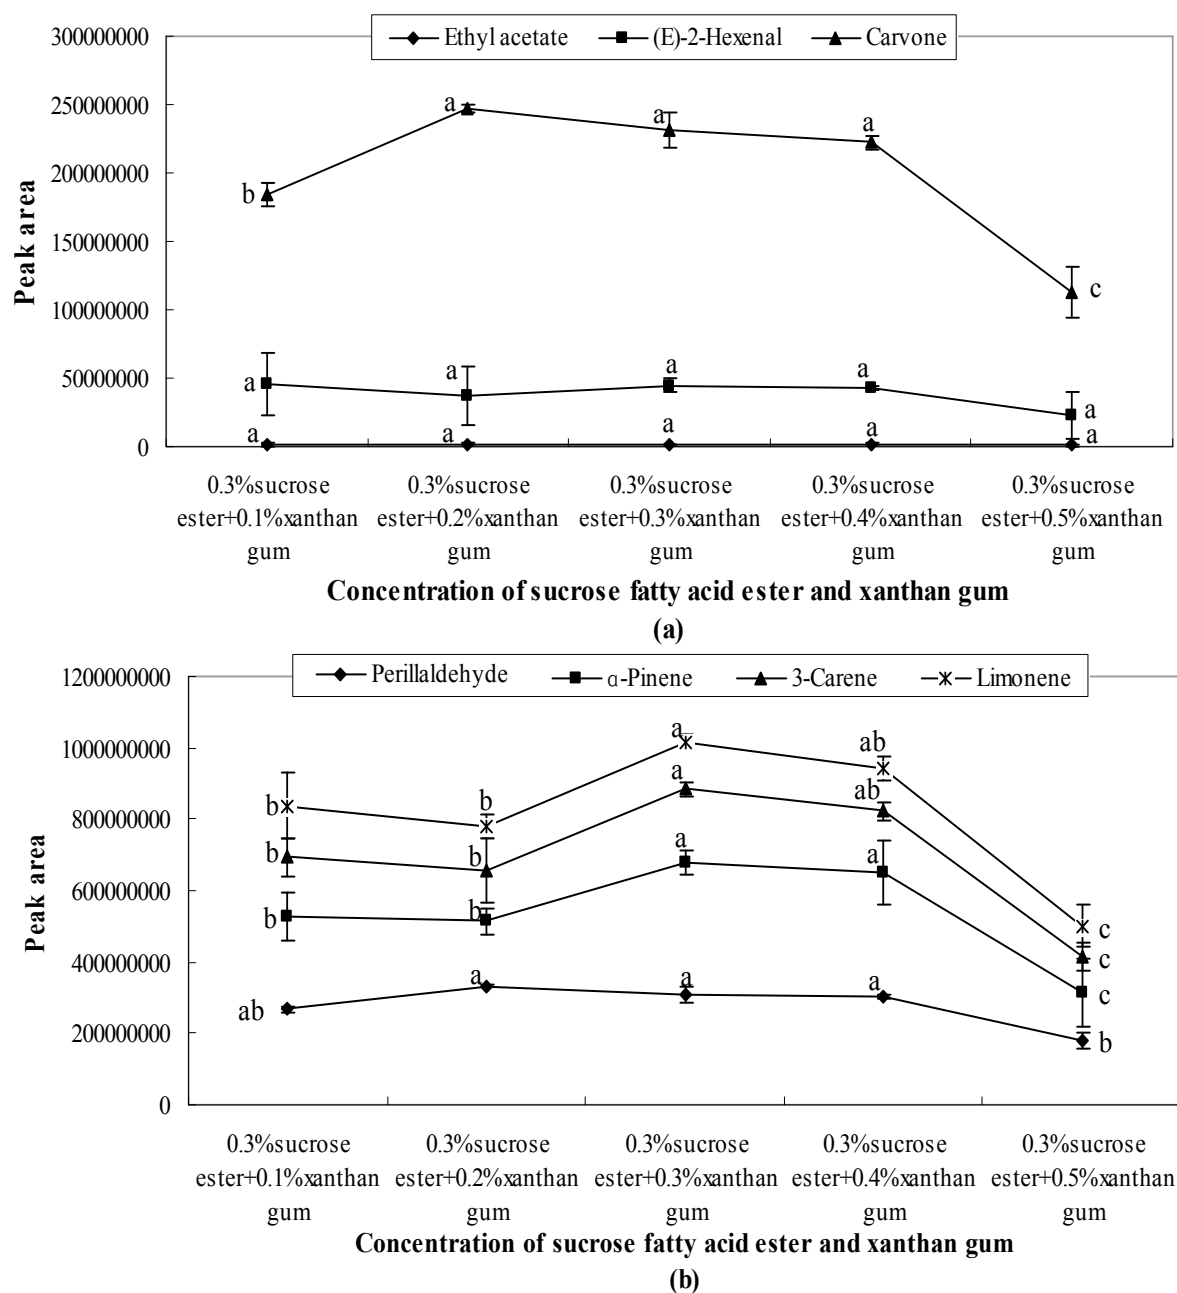 Ethyl acetate (E)-2-Hexenal Carvone
300000000
250000000
200000000
150000000
100000000
50000000
0
Peak area
a
a
a
b
c
a
a
a
a
a
a
a
a
a
a
0.3%sucrose 0.3%sucrose 0.3%sucrose 0.3%sucrose 0.3%sucrose
ester+0.1%xanthan ester+0.2%xanthan ester+0.3%xanthan ester+0.4%xanthan ester+0.5%xanthan
gum gum gum gum gum
Concentration of sucrose fatty acid ester and xanthan gum
(a)
Perillaldehyde α-Pinene 3-Carene Limonene
1200000000
1000000000
800000000
600000000
400000000
200000000
0
Peak area
b b a ab c
b b a ab c
b b a a c
ab a a a b
0.3%sucrose 0.3%sucrose 0.3%sucrose 0.3%sucrose 0.3%sucrose
ester+0.1%xanthan ester+0.2%xanthan ester+0.3%xanthan ester+0.4%xanthan ester+0.5%xanthan
gum gum gum gum gum
Concentration of sucrose fatty acid ester and xanthan gum
(b)